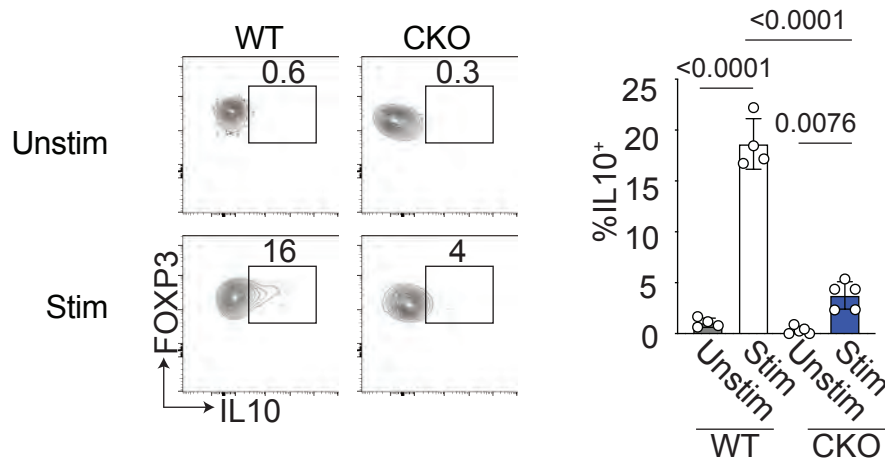 WT CKO
0.6 0.3
Unstim
16 4
Stim
FOXP3
IL10
<0.0001
<0.0001
0.0076
%IL10⁺
25
20
15
10
5
0
Unstim Stim Unstim Stim
WT CKO